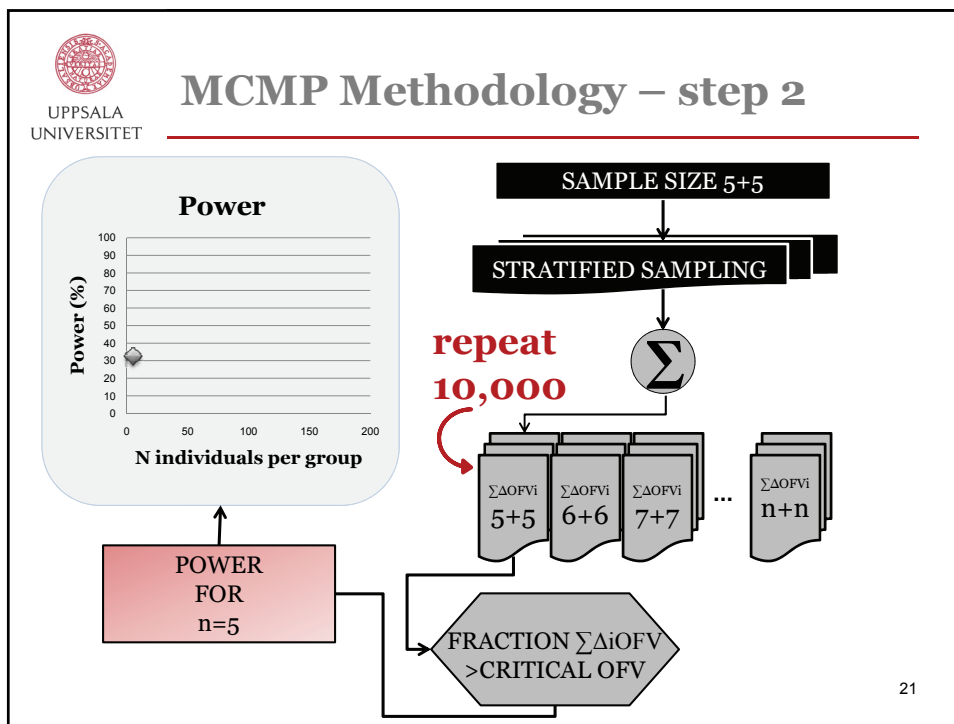 UPPSALA
UNIVERSITET
MCMP Methodology – step 2
Power
Power (%)
100
90
80
70
60
50
40
30
20
10
0
0 50 100 150 200
N individuals per group
SAMPLE SIZE 5+5
STRATIFIED SAMPLING
Σ
repeat
10,000
∑ΔOFVi
5+5
∑ΔOFVi
6+6
∑ΔOFVi
7+7
...
∑ΔOFVi
n+n
POWER
FOR
n=5
FRACTION ∑ΔiOFV
>CRITICAL OFV
21